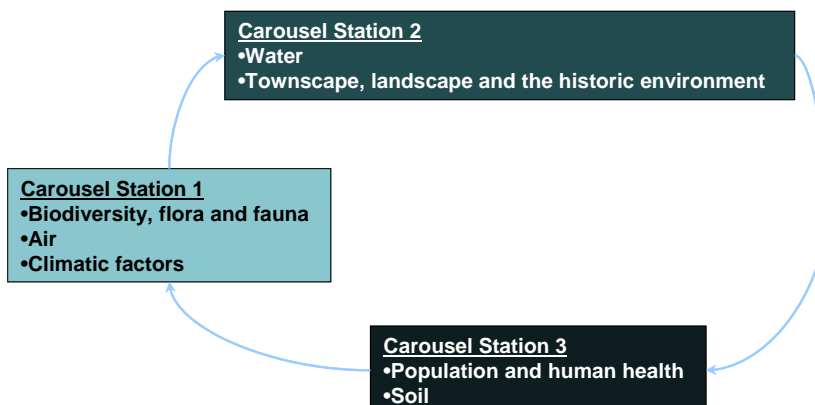 Carousel Station 2
•Water
•Townscape, landscape and the historic environment
Carousel Station 1
•Biodiversity, flora and fauna
•Air
•Climatic factors
Carousel Station 3
•Population and human health
•Soil